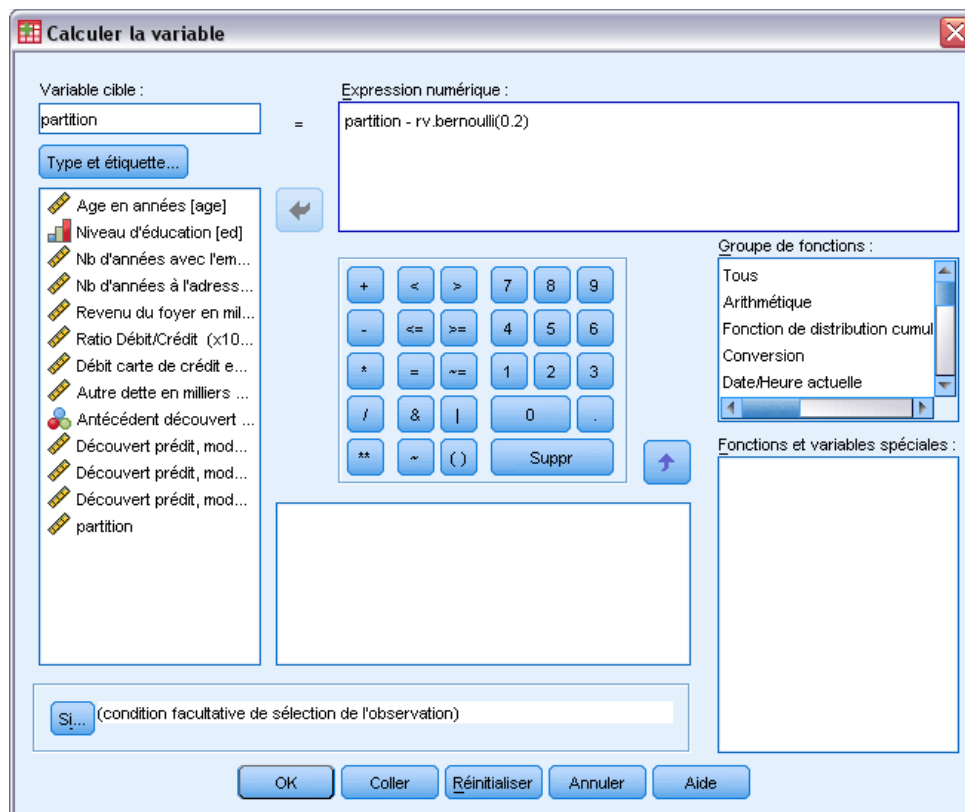 Calculer la variable
Variable cible :
partition
=
Expression numérique :
partition - rv.bernoulli(0.2)
Type et étiquette...
Age en années [age]
Niveau d'éducation [ed]
Nb d'années avec l'em...
Nb d'années à l'adress...
Revenu du foyer en mil...
Ratio Débit/Crédit (x10...
Débit carte de crédit e...
Autre dette en milliers ...
Antécédent découvert ...
Découvert prédit, mod...
Découvert prédit, mod...
Découvert prédit, mod...
partition
+ < > 7 8 9
- <= >= 4 5 6
* = ~= 1 2 3
/ & | 0 .
** ~ ( ) Suppr
Groupe de fonctions :
Tous
Arithmétique
Fonction de distribution cumul
Conversion
Date/Heure actuelle
Fonctions et variables spéciales :
Si... (condition facultative de sélection de l'observation)
OK Coller Réinitialiser Annuler Aide